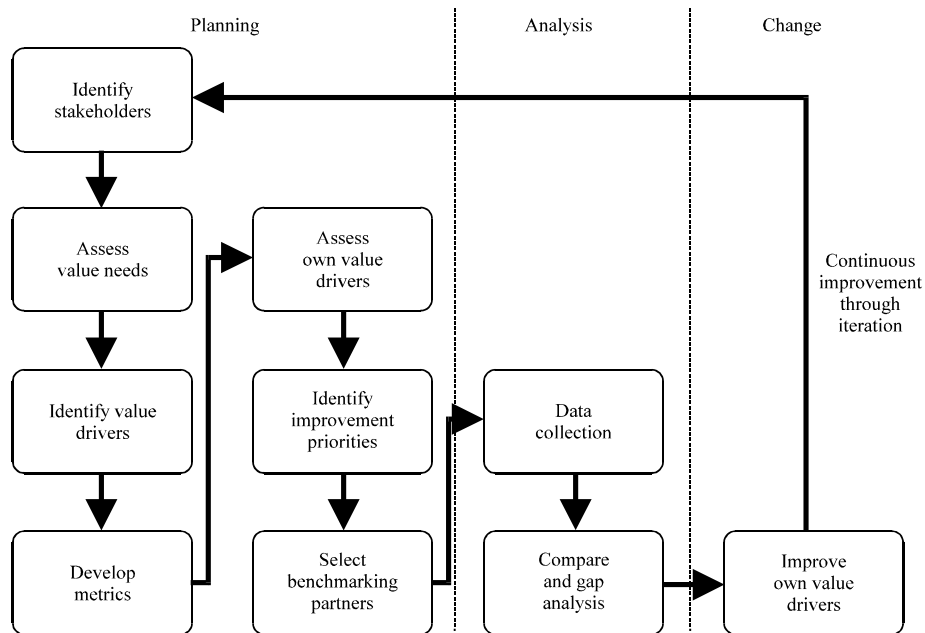 Planning
Analysis
Change
Identify
stakeholders
Assess
value needs
Identify value
drivers
Develop
metrics
Assess
own value
drivers
Identify
improvement
priorities
Select
benchmarking
partners
Data
collection
Compare
and gap
analysis
Improve
own value
drivers
Continuous
improvement
through
iteration